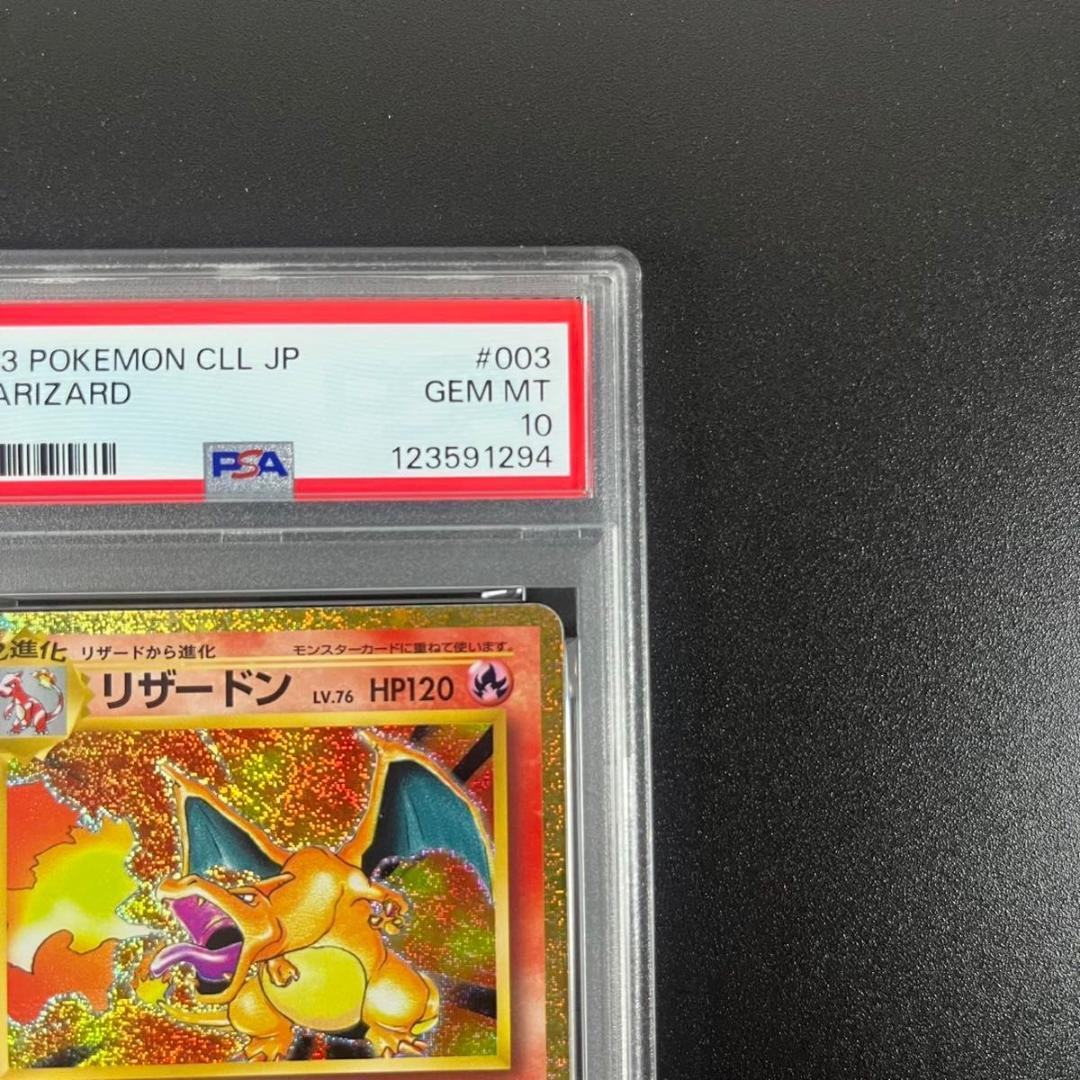 3 POKEMON CLL JP #003
ARIZARD GEM MT
10
PSA 123591294
進化 リザードから進化 モンスターカードに重ねて使います。
リザードン LV.76 HP120